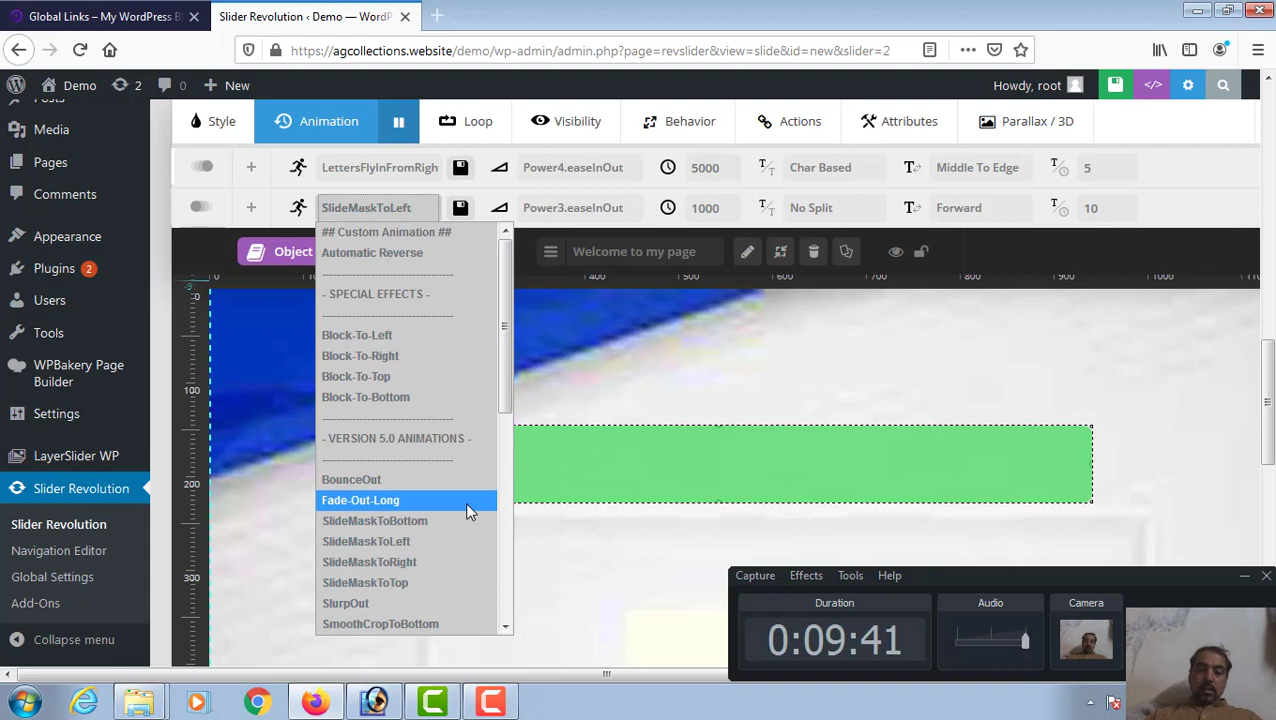 Global Links – My WordPress B
Slider Revolution ‹ Demo — WordP
https://agcollections.website/demo/wp-admin/admin.php?page=revslider&view=slide&id=new&slider=2
Demo
2
0
New
Howdy, root
Posts
Media
Pages
Comments
Appearance
Plugins 2
Users
Tools
WPBakery Page
Builder
Settings
LayerSlider WP
Slider Revolution
Slider Revolution
Navigation Editor
Global Settings
Add-Ons
Collapse menu
Style
Animation
Loop
Visibility
Behavior
Actions
Attributes
Parallax / 3D
LettersFlyInFromRigh
Power4.easeInOut
5000
Char Based
Middle To Edge
5
SlideMaskToLeft
Power3.easeInOut
1000
No Split
Forward
10
Object
Welcome to my page
## Custom Animation ##
Automatic Reverse
-----------------------------------
- SPECIAL EFFECTS -
-----------------------------------
Block-To-Left
Block-To-Right
Block-To-Top
Block-To-Bottom
-----------------------------------
- VERSION 5.0 ANIMATIONS -
-----------------------------------
BounceOut
Fade-Out-Long
SlideMaskToBottom
SlideMaskToLeft
SlideMaskToRight
SlideMaskToTop
SlurpOut
SmoothCropToBottom
0
400
500
600
700
800
900
1000
0
100
200
300
Capture Effects Tools Help
Duration
Audio
Camera
0:09:41